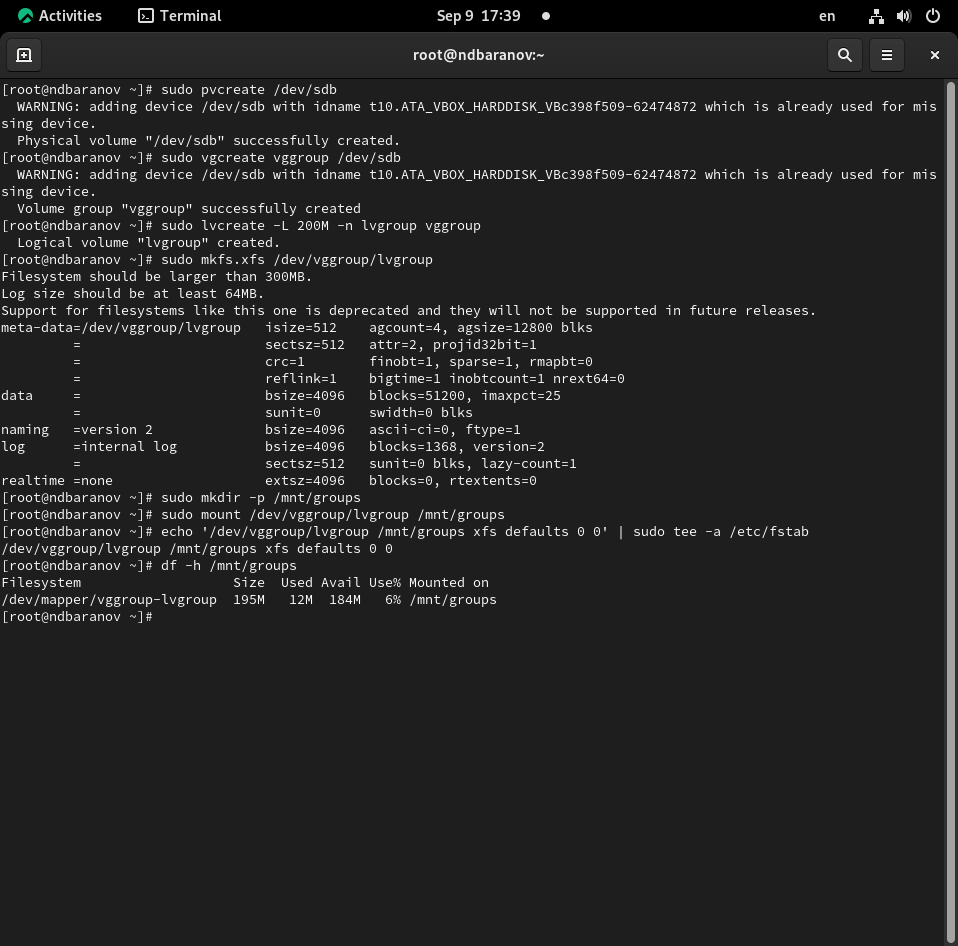 Activities Terminal Sep 9 17:39 en
root@ndbaranov:~
[root@ndbaranov ~]# sudo pvcreate /dev/sdb
  WARNING: adding device /dev/sdb with idname t10.ATA_VBOX_HARDDISK_VBc398f509-62474872 which is already used for mis
sing device.
  Physical volume "/dev/sdb" successfully created.
[root@ndbaranov ~]# sudo vgcreate vggroup /dev/sdb
  WARNING: adding device /dev/sdb with idname t10.ATA_VBOX_HARDDISK_VBc398f509-62474872 which is already used for mis
sing device.
  Volume group "vggroup" successfully created
[root@ndbaranov ~]# sudo lvcreate -L 200M -n lvgroup vggroup
  Logical volume "lvgroup" created.
[root@ndbaranov ~]# sudo mkfs.xfs /dev/vggroup/lvgroup
Filesystem should be larger than 300MB.
Log size should be at least 64MB.
Support for filesystems like this one is deprecated and they will not be supported in future releases.
meta-data=/dev/vggroup/lvgroup   isize=512    agcount=4, agsize=12800 blks
         =                       sectsz=512   attr=2, projid32bit=1
         =                       crc=1        finobt=1, sparse=1, rmapbt=0
         =                       reflink=1    bigtime=1 inobtcount=1 nrext64=0
data     =                       bsize=4096   blocks=51200, imaxpct=25
         =                       sunit=0      swidth=0 blks
naming   =version 2              bsize=4096   ascii-ci=0, ftype=1
log      =internal log           bsize=4096   blocks=1368, version=2
         =                       sectsz=512   sunit=0 blks, lazy-count=1
realtime =none                   extsz=4096   blocks=0, rtextents=0
[root@ndbaranov ~]# sudo mkdir -p /mnt/groups
[root@ndbaranov ~]# sudo mount /dev/vggroup/lvgroup /mnt/groups
[root@ndbaranov ~]# echo '/dev/vggroup/lvgroup /mnt/groups xfs defaults 0 0' | sudo tee -a /etc/fstab
/dev/vggroup/lvgroup /mnt/groups xfs defaults 0 0
[root@ndbaranov ~]# df -h /mnt/groups
Filesystem                   Size  Used Avail Use% Mounted on
/dev/mapper/vggroup-lvgroup  195M   12M  184M   6% /mnt/groups
[root@ndbaranov ~]#